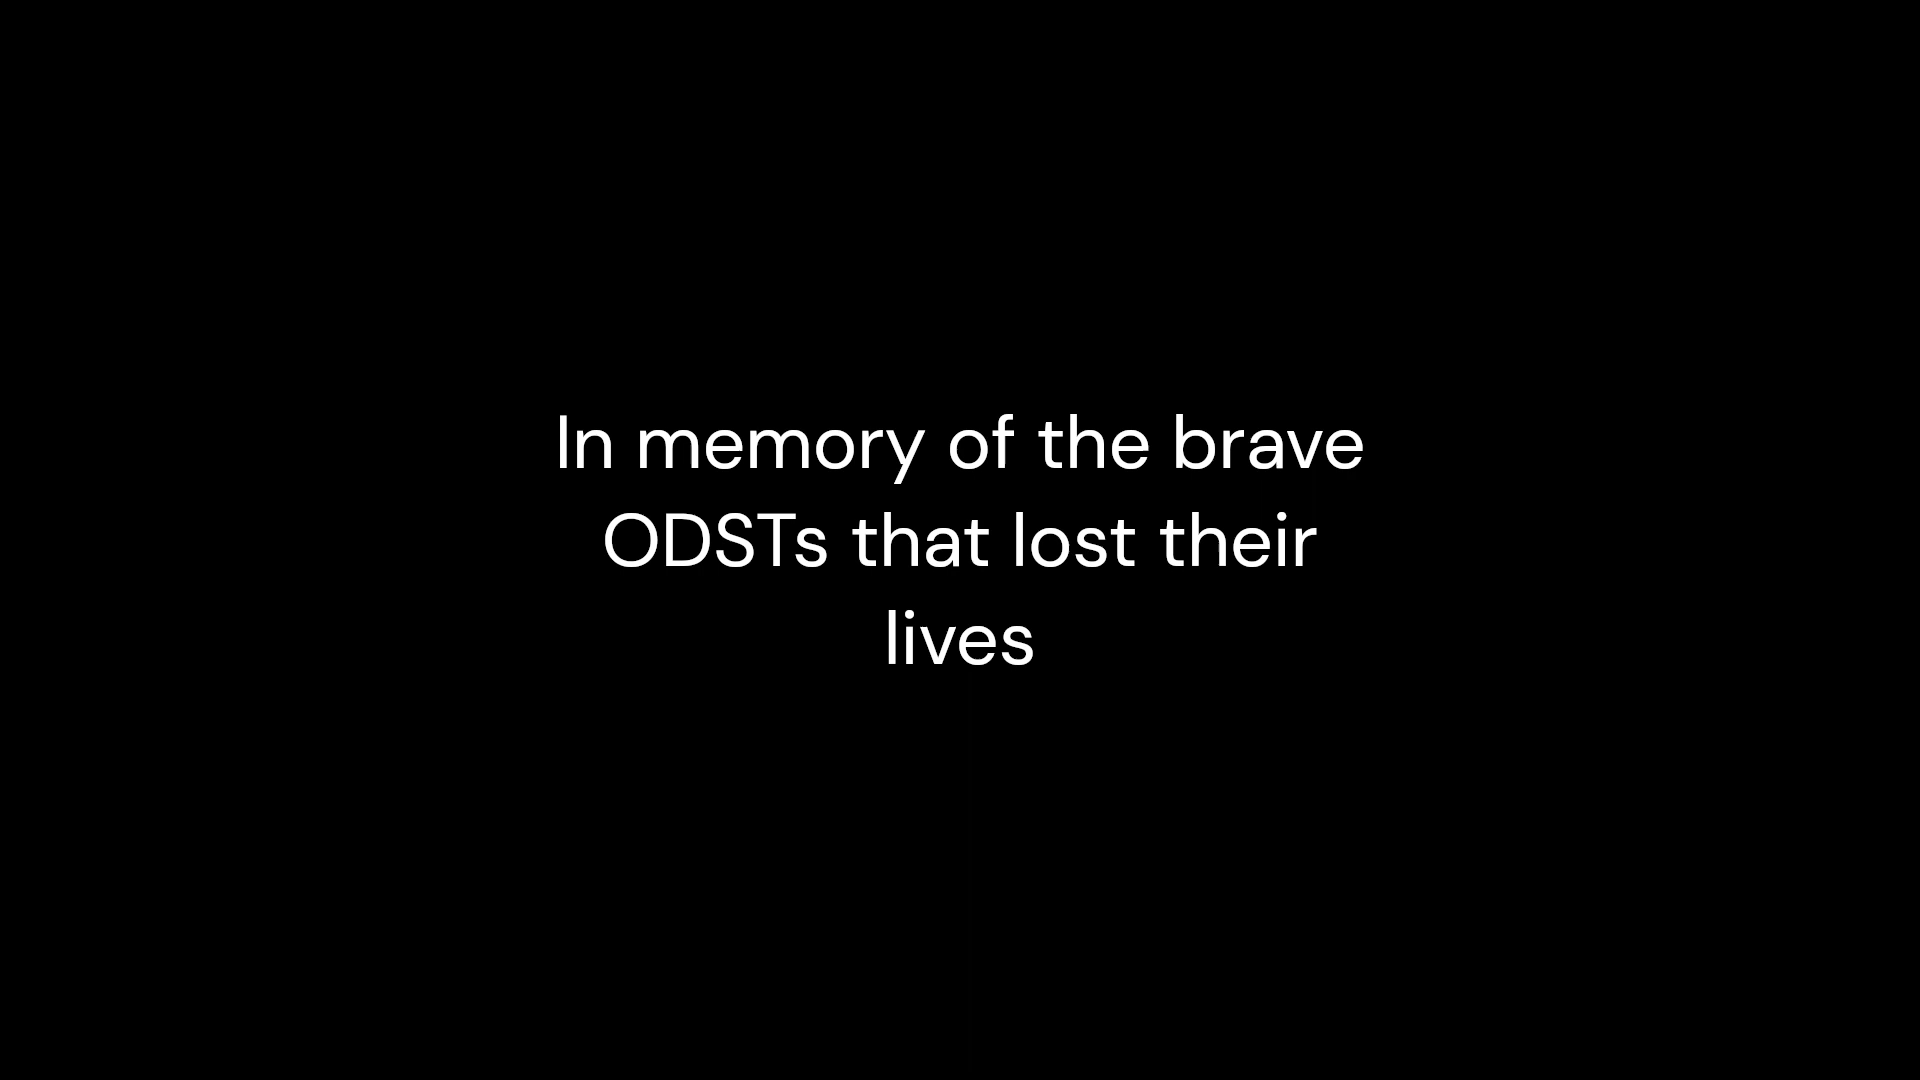 In memory of the brave
ODSTs that lost their
lives